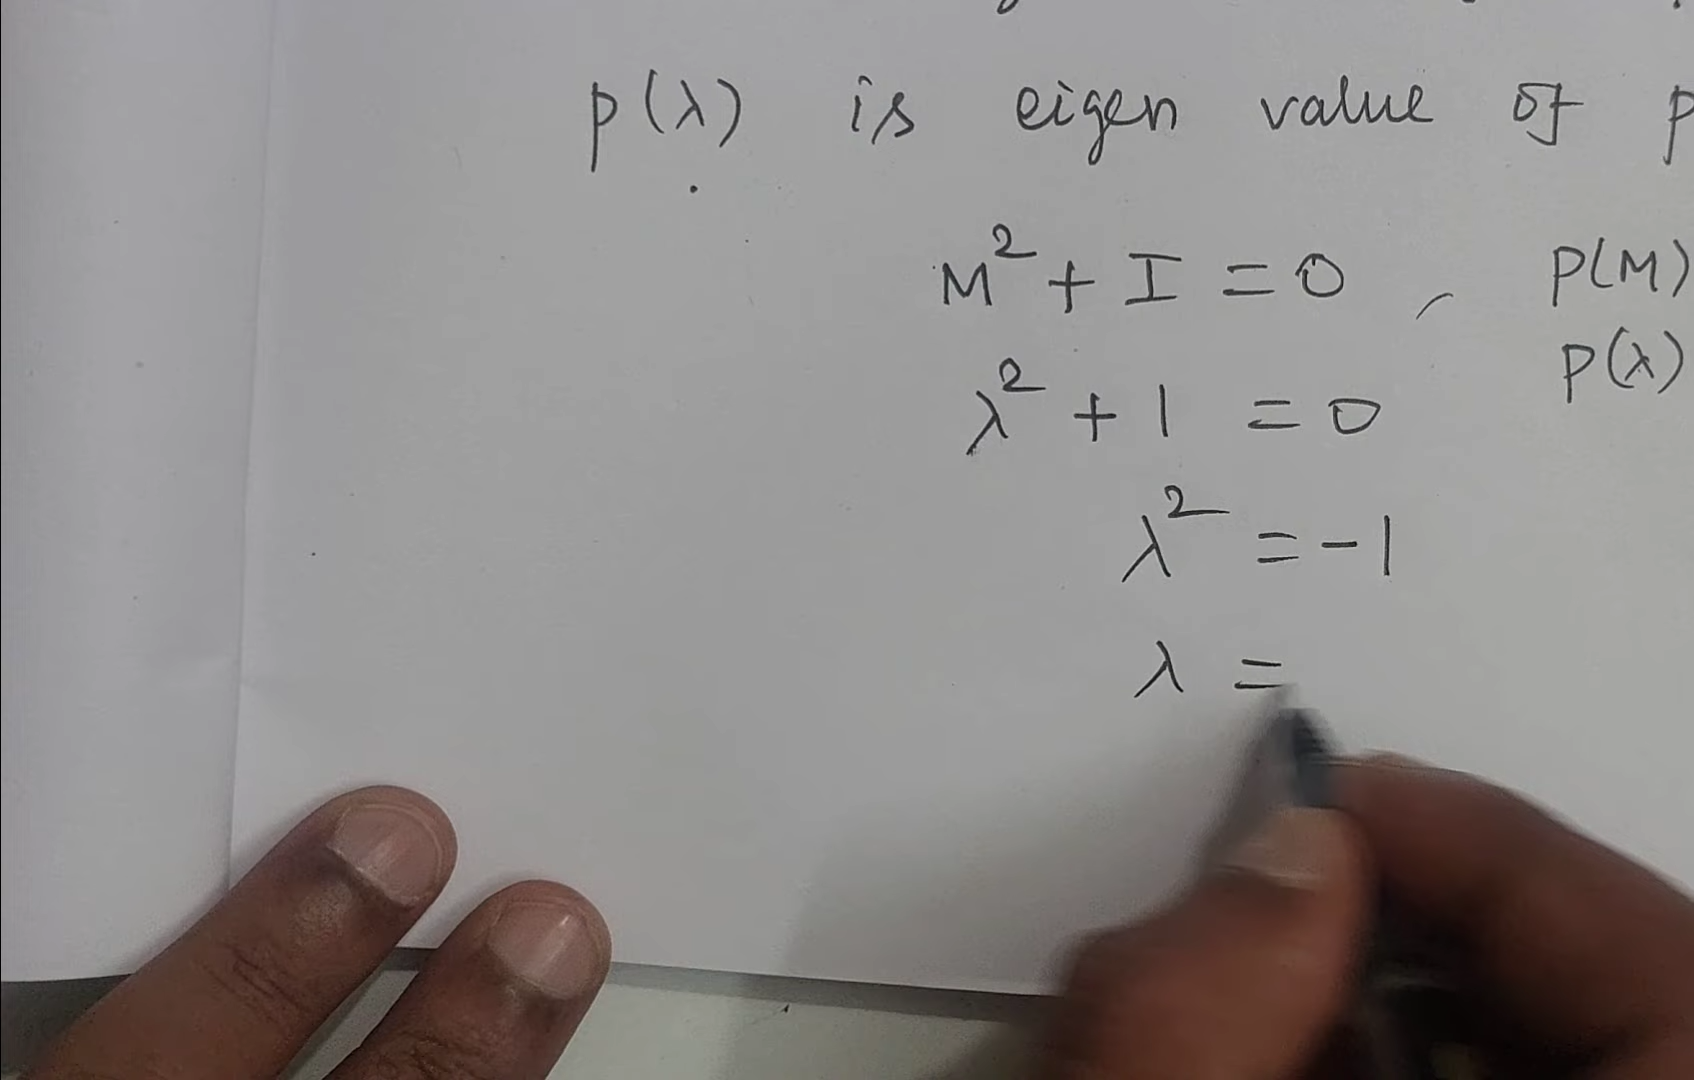 p(λ) is eigen value of p
M² + I = 0 , P(M)
λ² + 1 = 0 P(λ)
λ² = -1
λ =